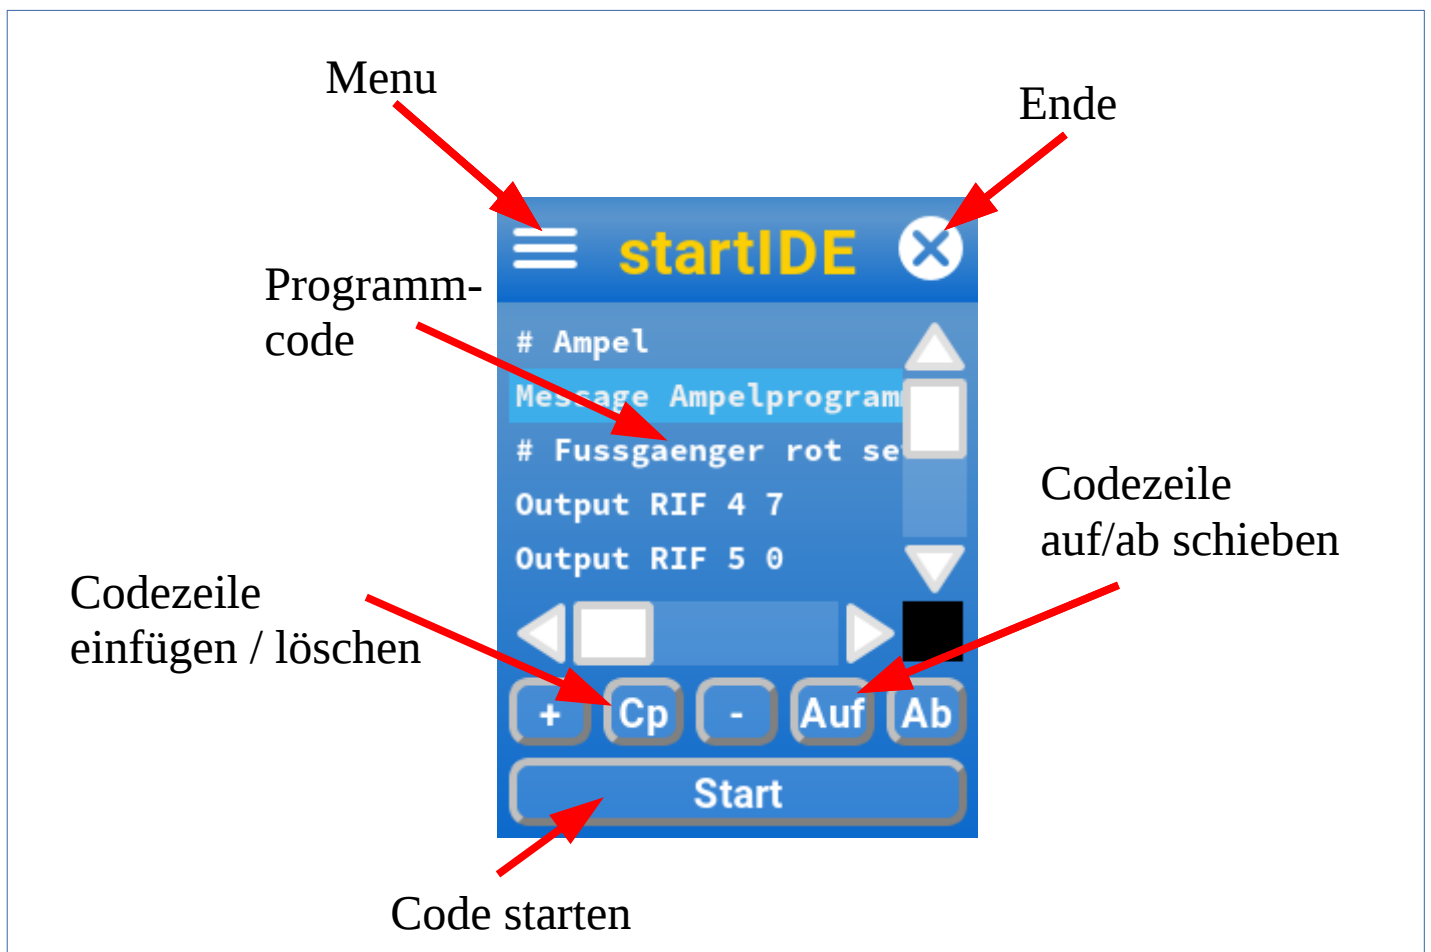 Menu
Ende
startIDE
Programm-
code
# Ampel
Message Ampelprogram
# Fussgaenger rot se
Output RIF 4 7
Output RIF 5 0
Codezeile
auf/ab schieben
Codezeile
einfügen / löschen
+ Cp - Auf Ab
Start
Code starten